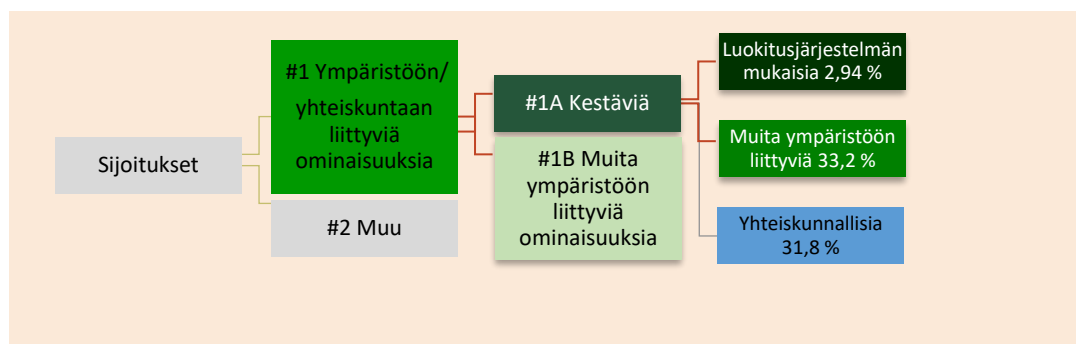 Sijoitukset
#1 Ympäristöön/
yhteiskuntaan
liittyviä
ominaisuuksia
#2 Muu
#1A Kestäviä
#1B Muita
ympäristöön
liittyviä
ominaisuuksia
Luokitusjärjestelmän
mukaisia 2,94 %
Muita ympäristöön
liittyviä 33,2 %
Yhteiskunnallisia
31,8 %